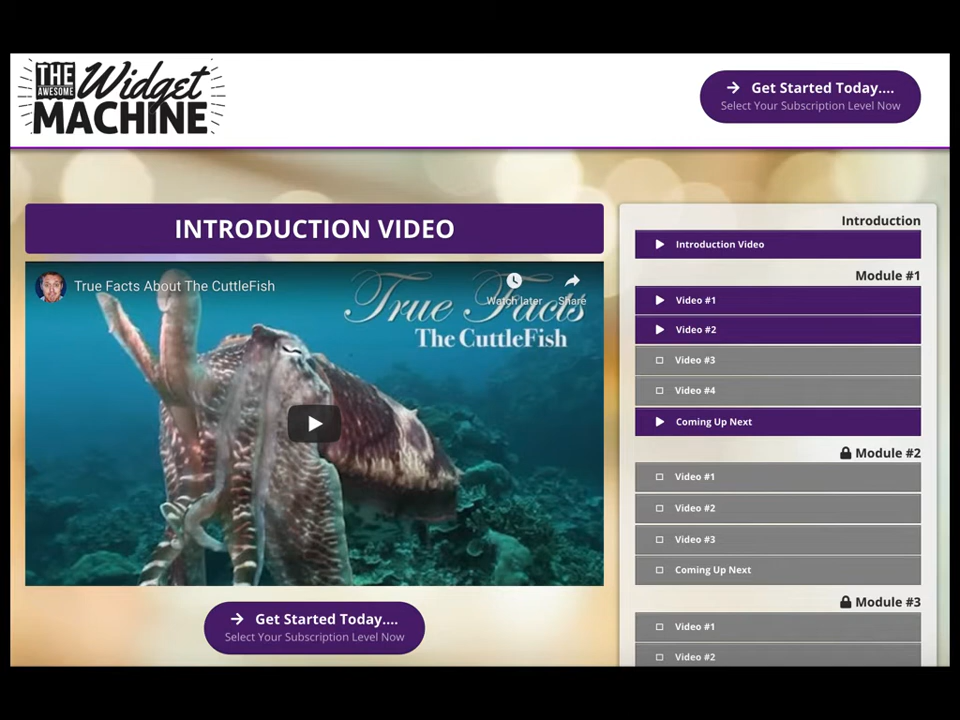 THE
AWESOME
Widget
MACHINE
Get Started Today....
Select Your Subscription Level Now
INTRODUCTION VIDEO
True Facts About The CuttleFish
Watch later
Share
True Facts
The CuttleFish
Get Started Today....
Select Your Subscription Level Now
Introduction
Introduction Video
Module #1
Video #1
Video #2
Video #3
Video #4
Coming Up Next
Module #2
Video #1
Video #2
Video #3
Coming Up Next
Module #3
Video #1
Video #2